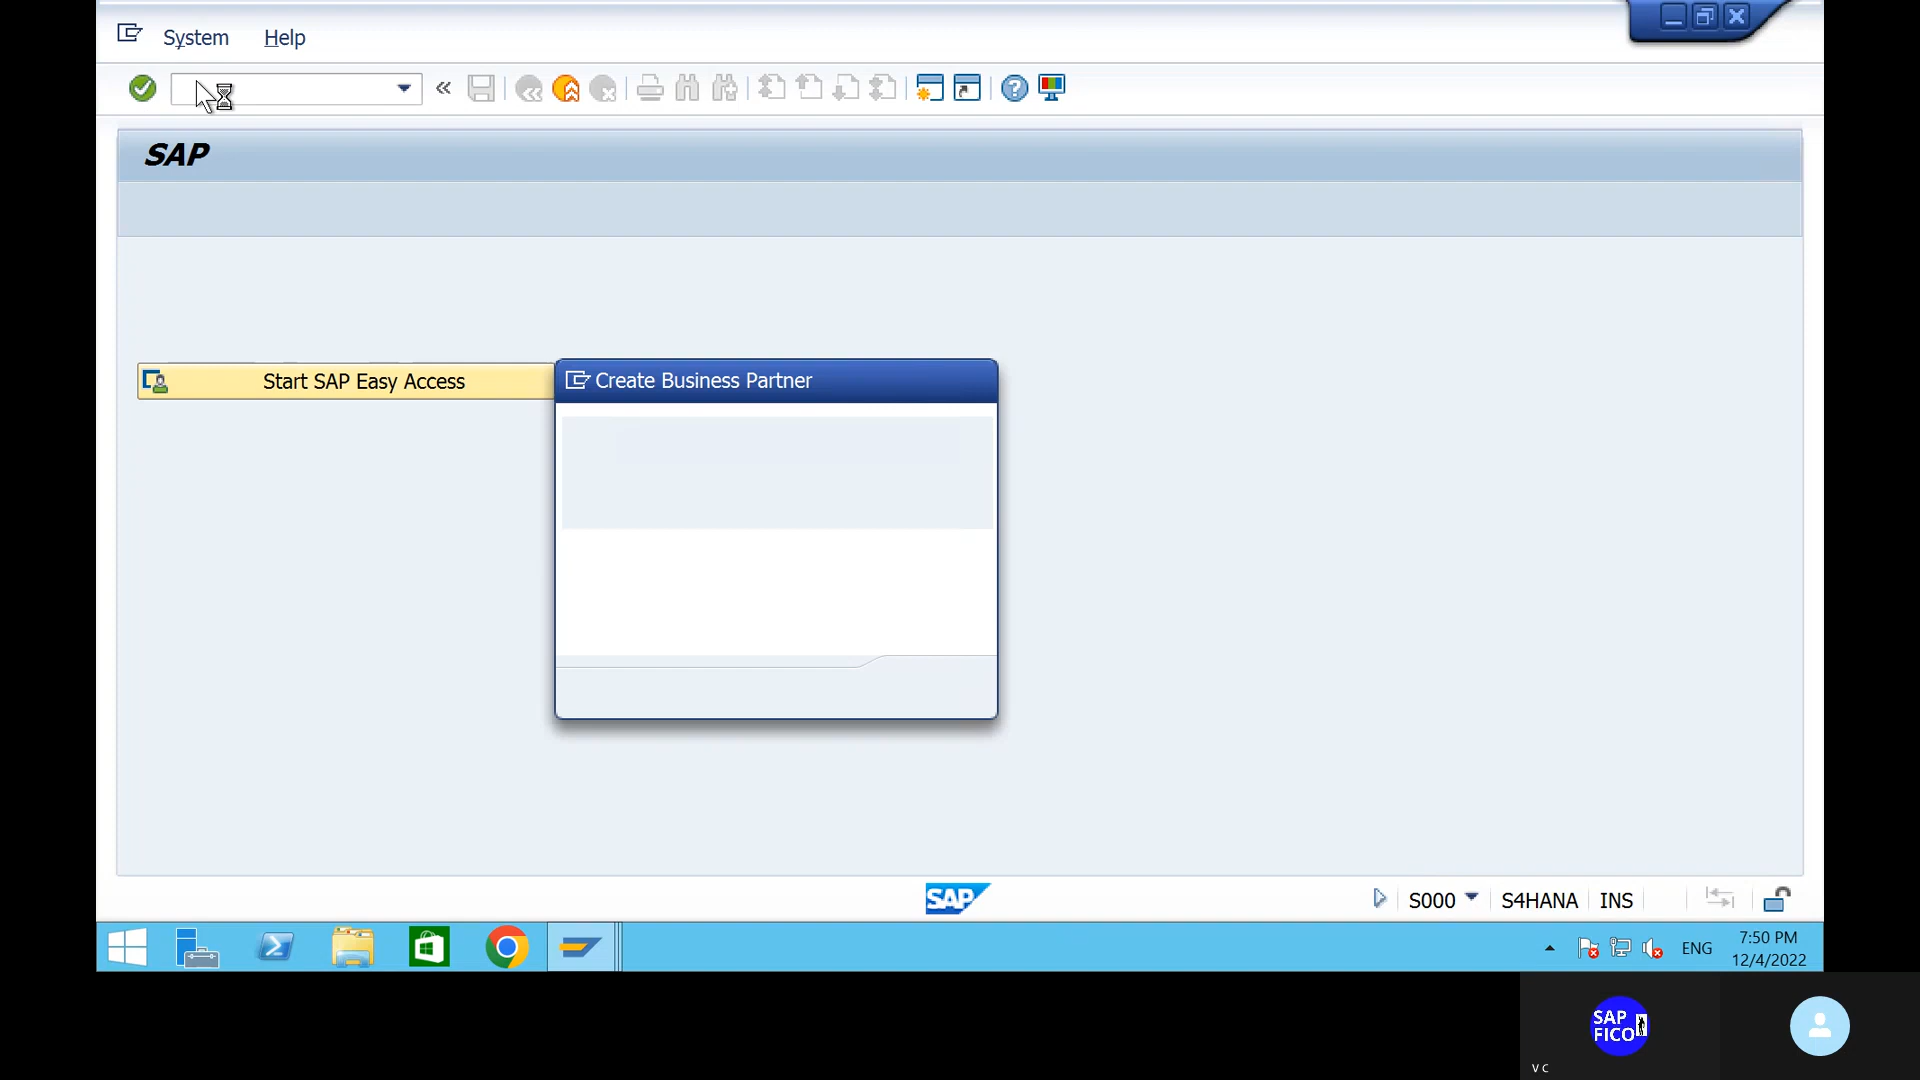 System Help
SAP
Start SAP Easy Access
Create Business Partner
SAP
S000 S4HANA INS
ENG
7:50 PM
12/4/2022
SAP
FICO
V C